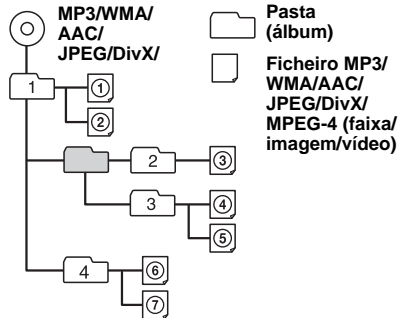 MP3/WMA/
AAC/
JPEG/DivX/
Pasta
(álbum)
Ficheiro MP3/
WMA/AAC/
JPEG/DivX/
MPEG-4 (faixa/
imagem/vídeo)
1
①
②
2
③
3
④
⑤
4
⑥
⑦